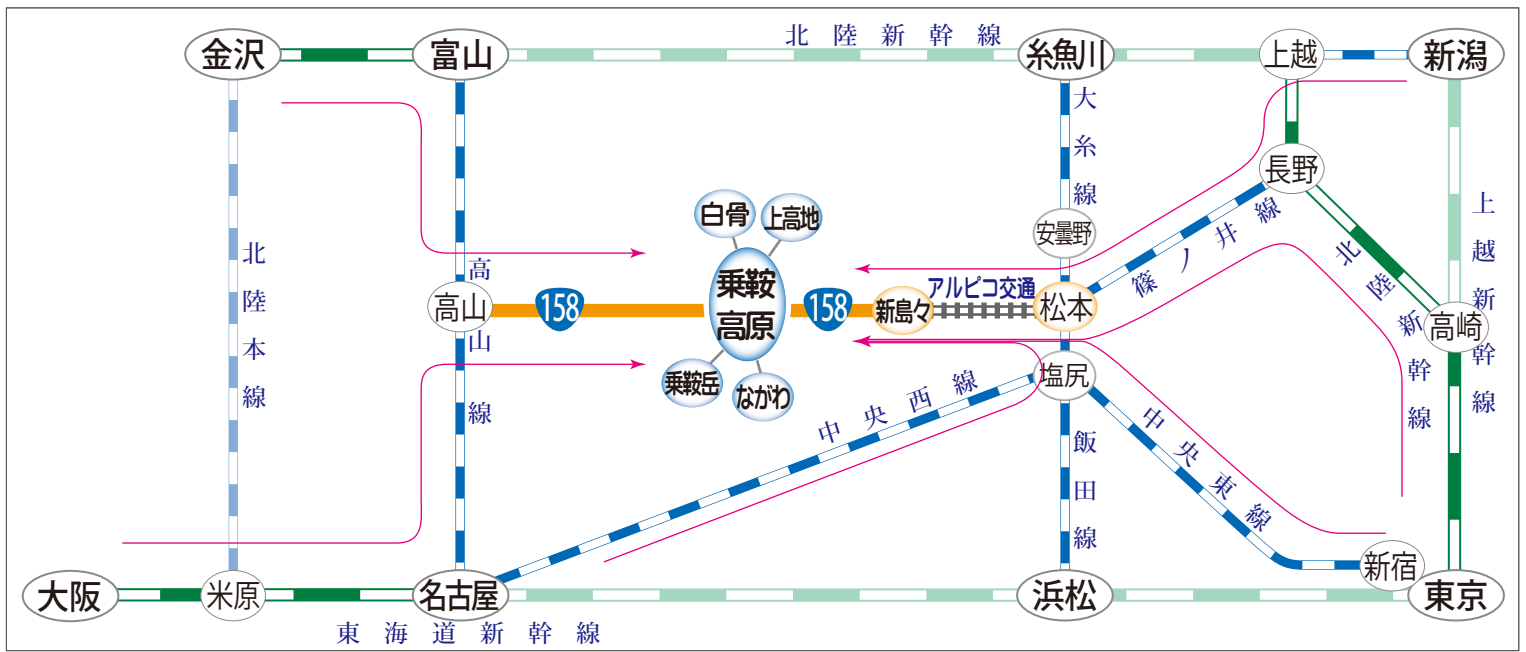 北陸新幹線
金沢
富山
糸魚川
上越
新潟
大糸線
長野
白骨
上高地
安曇野
篠ノ井線
北陸新幹線
上越新幹線
北陸本線
高山線
高山
158
乗鞍
高原
158
新島々
アルピコ交通
松本
高崎
乗鞍岳
ながわ
塩尻
中央西線
飯田線
中央東線
新宿
大阪
米原
名古屋
浜松
東京
東海道新幹線